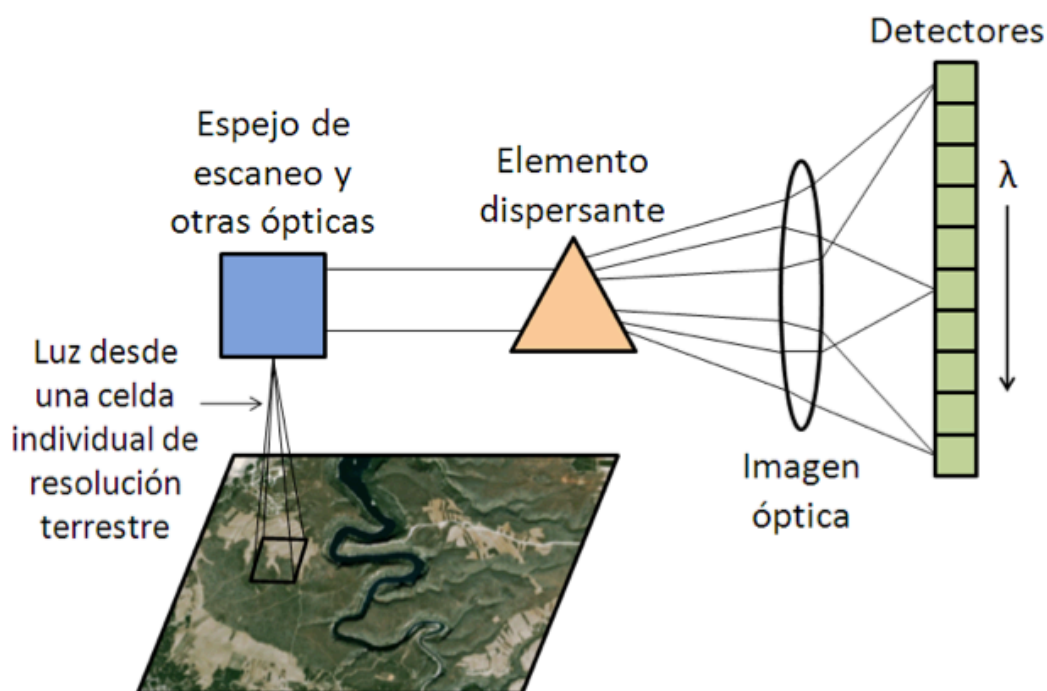 Detectores
Espejo de
escaneo y
otras ópticas
Elemento
dispersante
λ
Luz desde
una celda
individual de
resolución
terrestre
Imagen
óptica